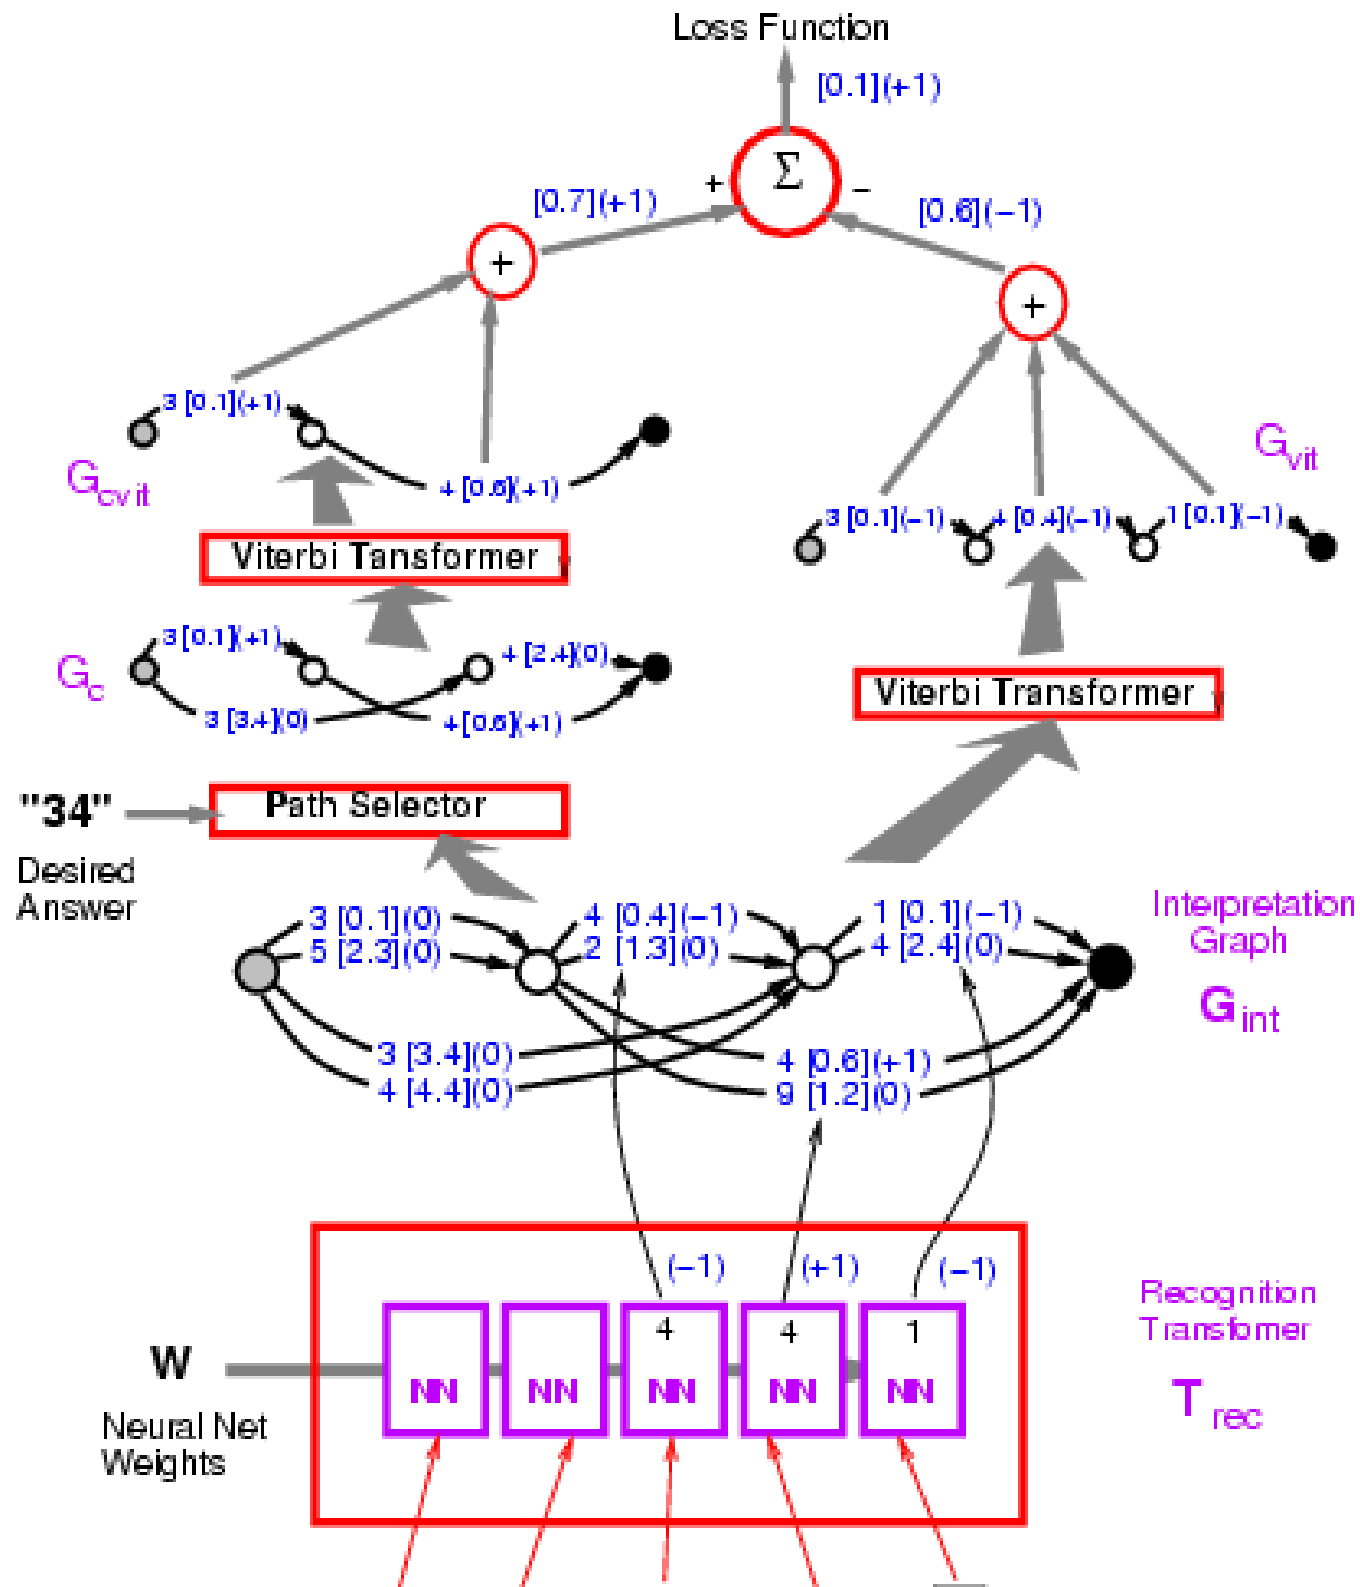 Loss Function
[0.1](+1)
Σ
+
−
[0.7](+1)
[0.6](−1)
+
+
3 [0.1](+1)
4 [0.6](+1)
G cvit
G vit
3 [0.1](−1)
4 [0.4](−1)
1 [0.1](−1)
Viterbi Tansformer
3 [0.1](+1)
4 [2.4](0)
G c
3 [3.4](0)
4 [0.6](+1)
Viterbi Transformer
"34"
Path Selector
Desired
Answer
3 [0.1](0)
4 [0.4](−1)
1 [0.1](−1)
5 [2.3](0)
2 [1.3](0)
4 [2.4](0)
Interpretation
Graph
G int
3 [3.4](0)
4 [0.6](+1)
4 [4.4](0)
9 [1.2](0)
(−1)
(+1)
(−1)
Recognition
Transfomer
T rec
4
4
1
W
NN
NN
NN
NN
NN
Neural Net
Weights